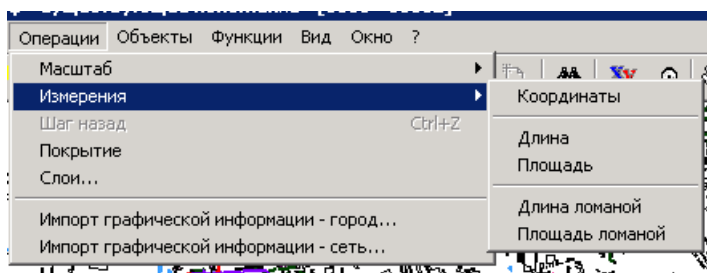 Операции Объекты Функции Вид Окно ?
Масштаб
Измерения
Шаг назад Ctrl+Z
Покрытие
Слои...
Импорт графической информации - город...
Импорт графической информации - сеть...
Координаты
Длина
Площадь
Длина ломаной
Площадь ломаной